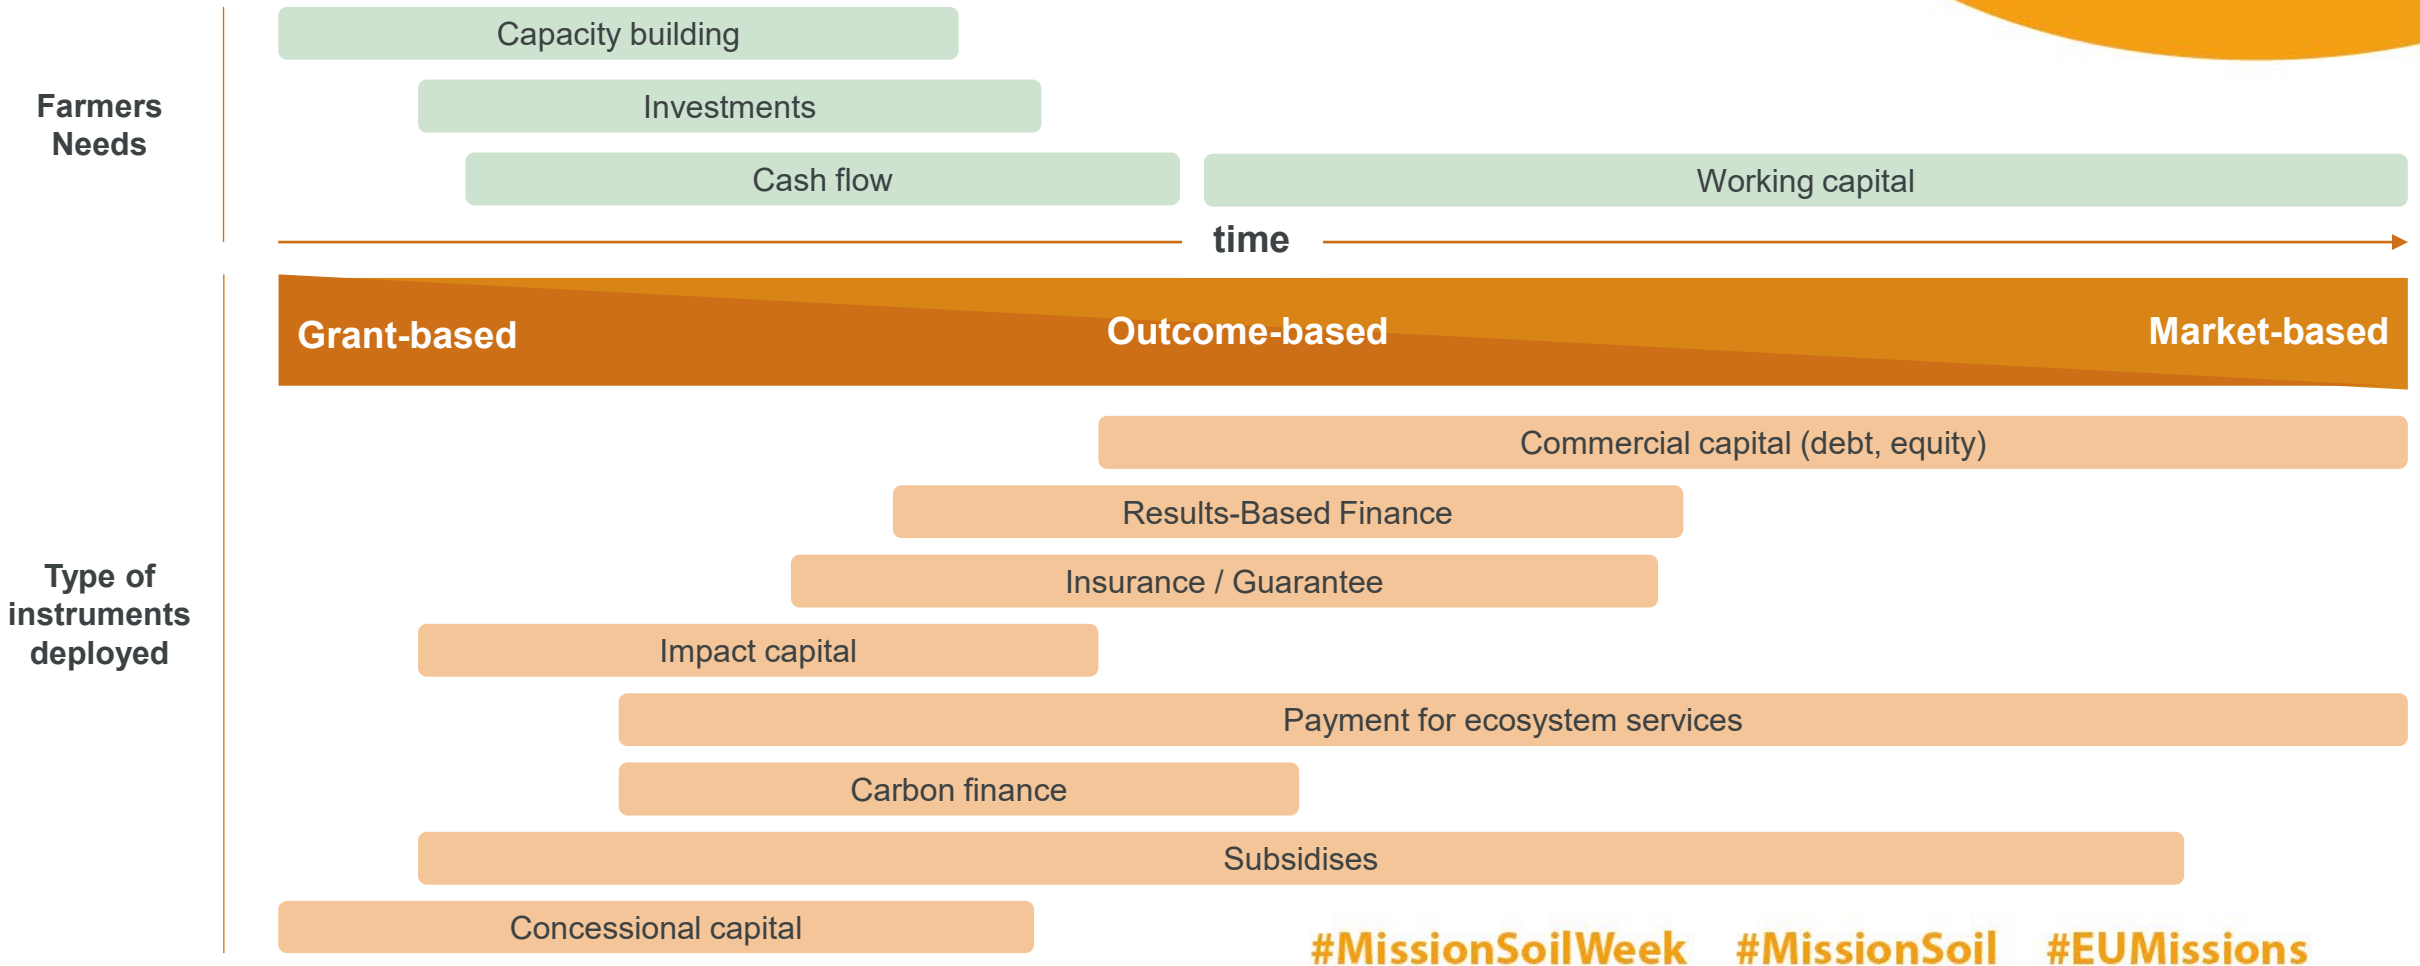 Farmers
Needs
Capacity building
Investments
Cash flow
Working capital
time
Grant-based
Outcome-based
Market-based
Type of
instruments
deployed
Commercial capital (debt, equity)
Results-Based Finance
Insurance / Guarantee
Impact capital
Payment for ecosystem services
Carbon finance
Subsidises
Concessional capital
#MissionSoilWeek #MissionSoil #EUMissions